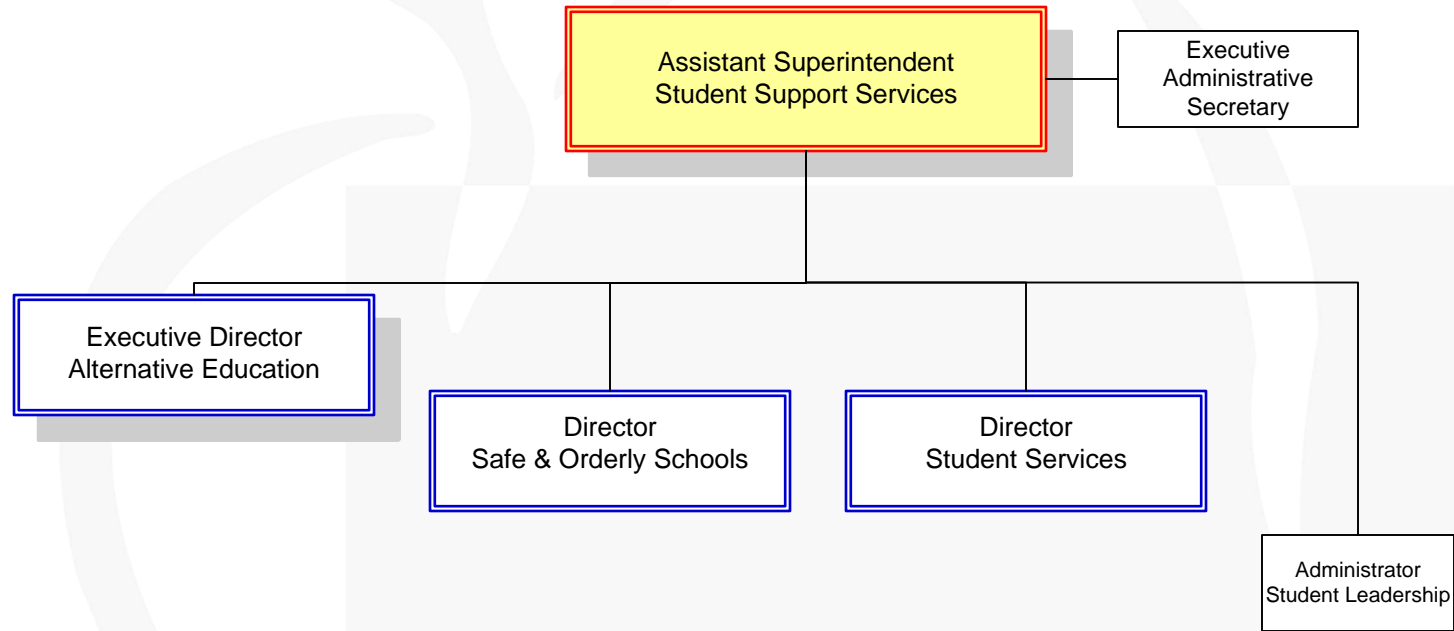 Assistant Superintendent
Student Support Services
Executive
Administrative
Secretary
Executive Director
Alternative Education
Director
Safe & Orderly Schools
Director
Student Services
Administrator
Student Leadership